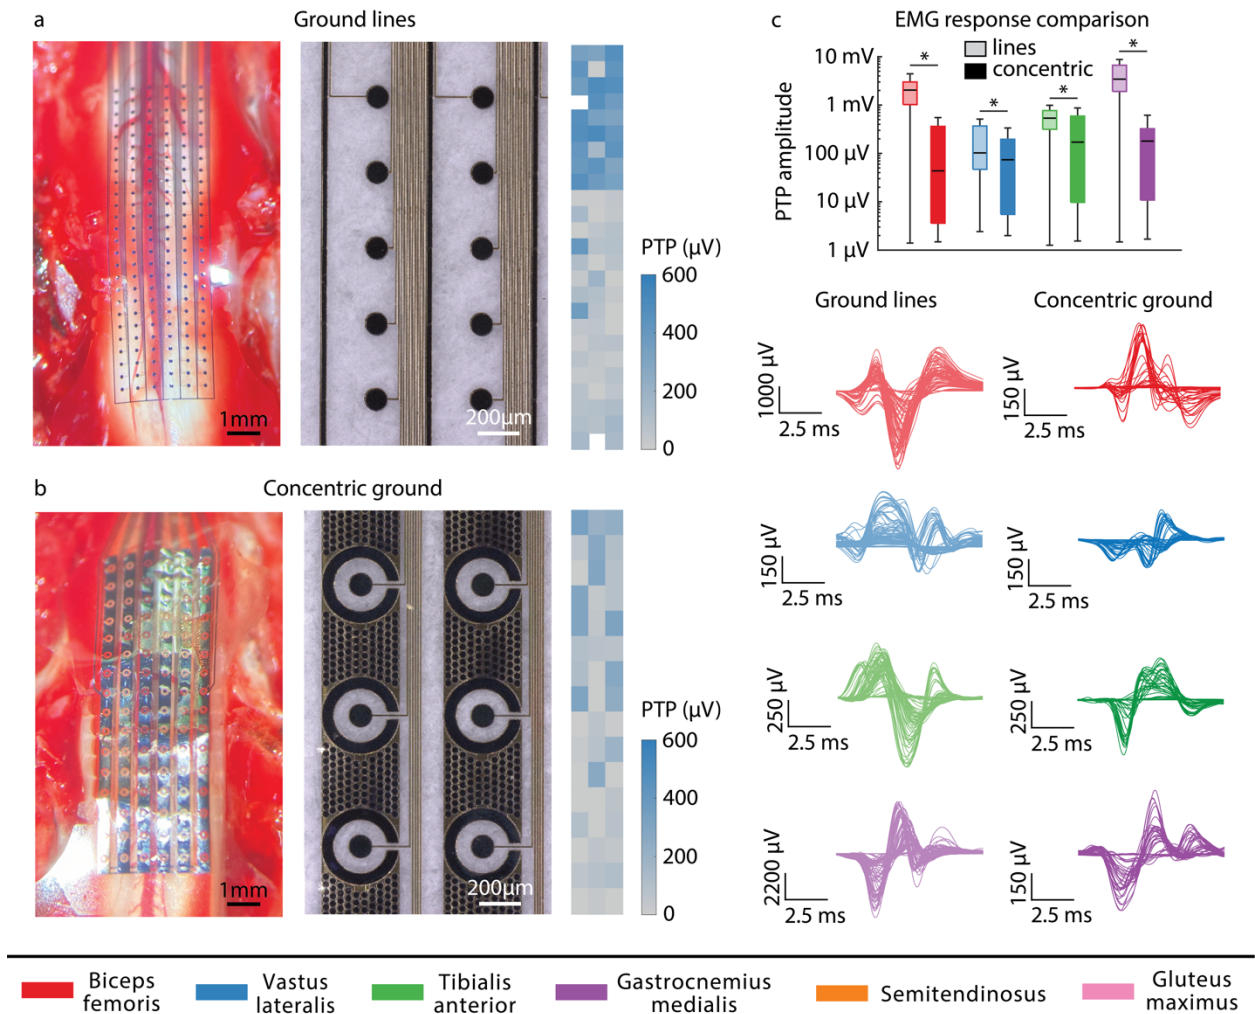 a
Ground lines
1mm
200µm
PTP (µV)
600
400
200
0
b
Concentric ground
1mm
200µm
PTP (µV)
600
400
200
0
c
EMG response comparison
PTP amplitude
10 mV
1 mV
100 µV
10 µV
1 µV
lines
concentric
*
*
*
*
Ground lines
Concentric ground
1000 µV
2.5 ms
150 µV
2.5 ms
150 µV
2.5 ms
150 µV
2.5 ms
250 µV
2.5 ms
250 µV
2.5 ms
2200 µV
2.5 ms
150 µV
2.5 ms
Biceps
femoris
Vastus
lateralis
Tibialis
anterior
Gastrocnemius
medialis
Semitendinosus
Gluteus
maximus